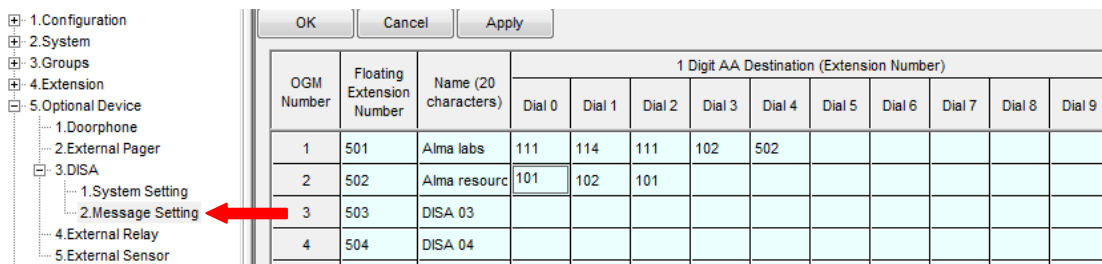 1.Configuration
2.System
3.Groups
4.Extension
5.Optional Device
1.Doorphone
2.External Pager
3.DISA
1.System Setting
2.Message Setting
4.External Relay
5.External Sensor
OK Cancel Apply
OGM Number Floating Extension Number Name (20 characters) 1 Digit AA Destination (Extension Number)
Dial 0 Dial 1 Dial 2 Dial 3 Dial 4 Dial 5 Dial 6 Dial 7 Dial 8 Dial 9
1 501 Alma labs 111 114 111 102 502
2 502 Alma resourc 101 102 101
3 503 DISA 03
4 504 DISA 04